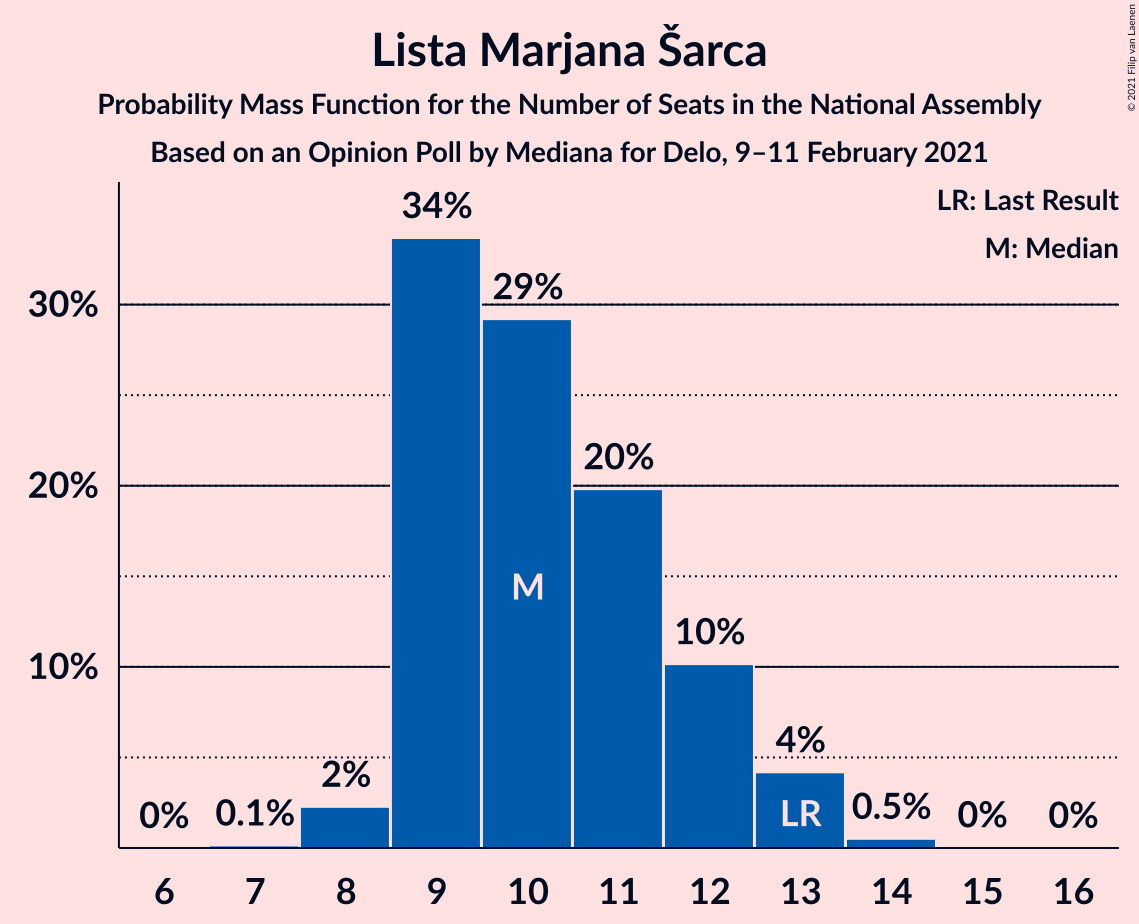 Lista Marjana Šarca
Probability Mass Function for the Number of Seats in the National Assembly
Based on an Opinion Poll by Mediana for Delo, 9–11 February 2021
© 2021 Filip van Laenen
LR: Last Result
M: Median
34%
29%
30%
20%
20%
M
10%
10%
4%
2%
0%
0.1%
LR
0.5%
0%
0%
6 7 8 9 10 11 12 13 14 15 16